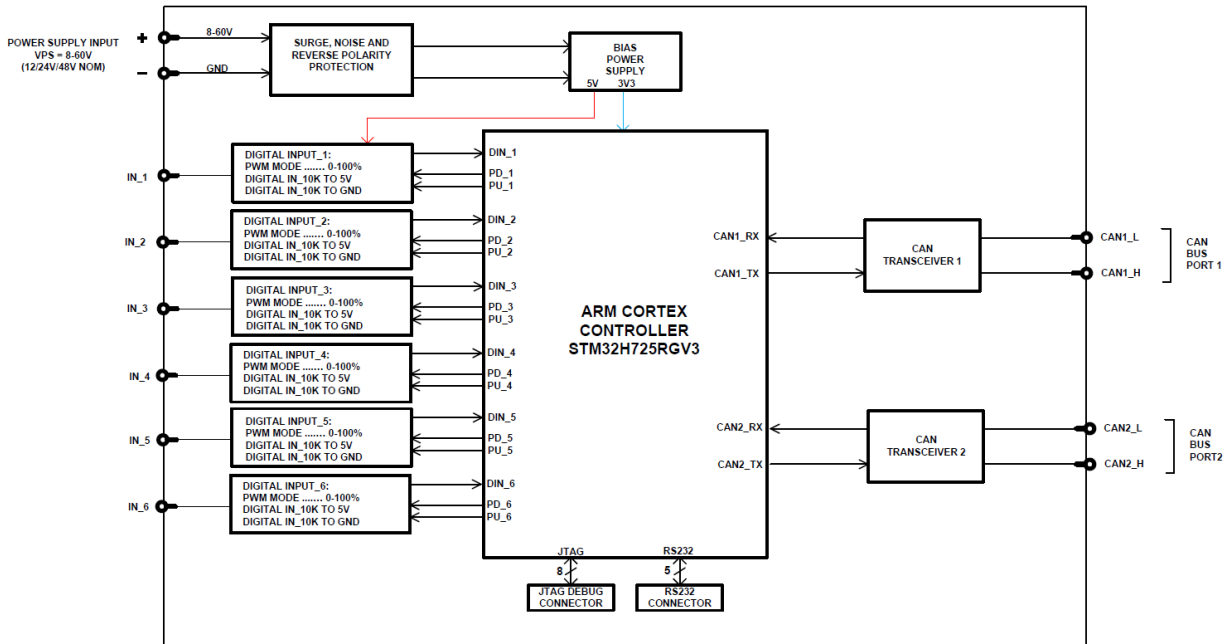 POWER SUPPLY INPUT
VPS = 8-60V
(12/24V/48V NOM)
+
8-60V
−
GND
SURGE, NOISE AND
REVERSE POLARITY
PROTECTION
BIAS
POWER
SUPPLY
5V 3V3
IN_1
DIGITAL INPUT_1:
PWM MODE ....... 0-100%
DIGITAL IN_10K TO 5V
DIGITAL IN_10K TO GND
DIN_1
PD_1
PU_1
IN_2
DIGITAL INPUT_2:
PWM MODE ....... 0-100%
DIGITAL IN_10K TO 5V
DIGITAL IN_10K TO GND
DIN_2
PD_2
PU_2
IN_3
DIGITAL INPUT_3:
PWM MODE ....... 0-100%
DIGITAL IN_10K TO 5V
DIGITAL IN_10K TO GND
DIN_3
PD_3
PU_3
IN_4
DIGITAL INPUT_4:
PWM MODE ....... 0-100%
DIGITAL IN_10K TO 5V
DIGITAL IN_10K TO GND
DIN_4
PD_4
PU_4
IN_5
DIGITAL INPUT_5:
PWM MODE ....... 0-100%
DIGITAL IN_10K TO 5V
DIGITAL IN_10K TO GND
DIN_5
PD_5
PU_5
IN_6
DIGITAL INPUT_6:
PWM MODE ....... 0-100%
DIGITAL IN_10K TO 5V
DIGITAL IN_10K TO GND
DIN_6
PD_6
PU_6
ARM CORTEX
CONTROLLER
STM32H725RGV3
CAN1_RX
CAN1_TX
CAN
TRANSCEIVER 1
CAN1_L
CAN1_H
CAN
BUS
PORT 1
CAN2_RX
CAN2_TX
CAN
TRANSCEIVER 2
CAN2_L
CAN2_H
CAN
BUS
PORT2
JTAG
8
JTAG DEBUG
CONNECTOR
RS232
5
RS232
CONNECTOR